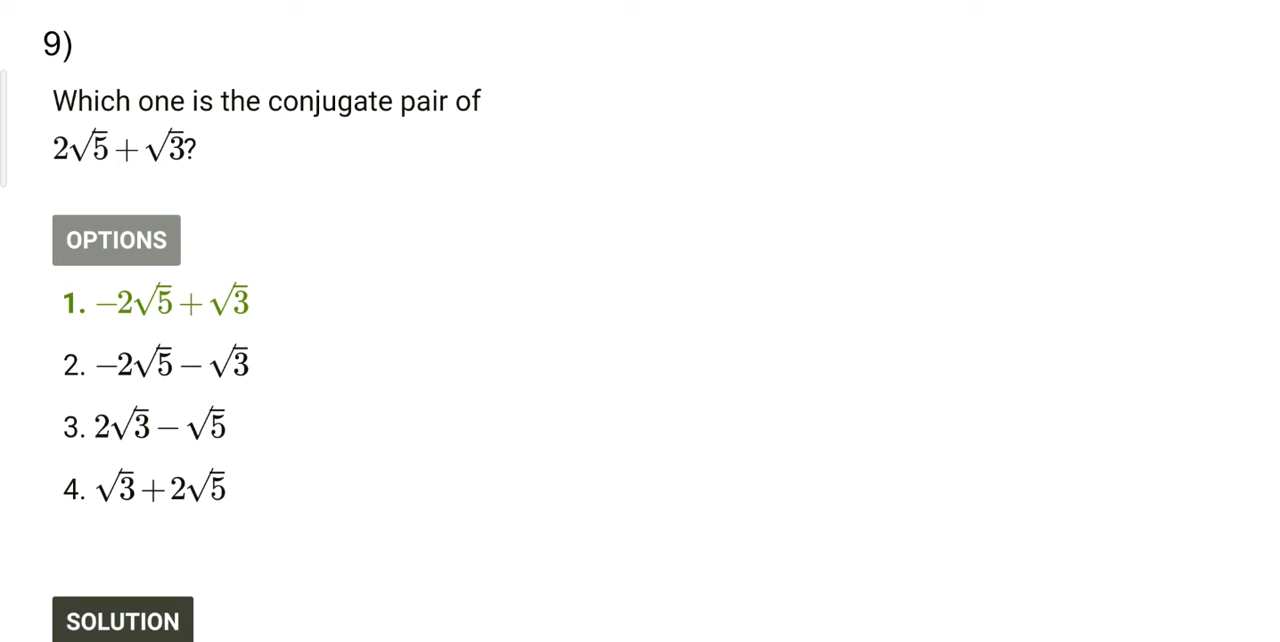 9)
Which one is the conjugate pair of
2√5 + √3?
OPTIONS
1. −2√5 + √3
2. −2√5 − √3
3. 2√3 − √5
4. √3 + 2√5
SOLUTION